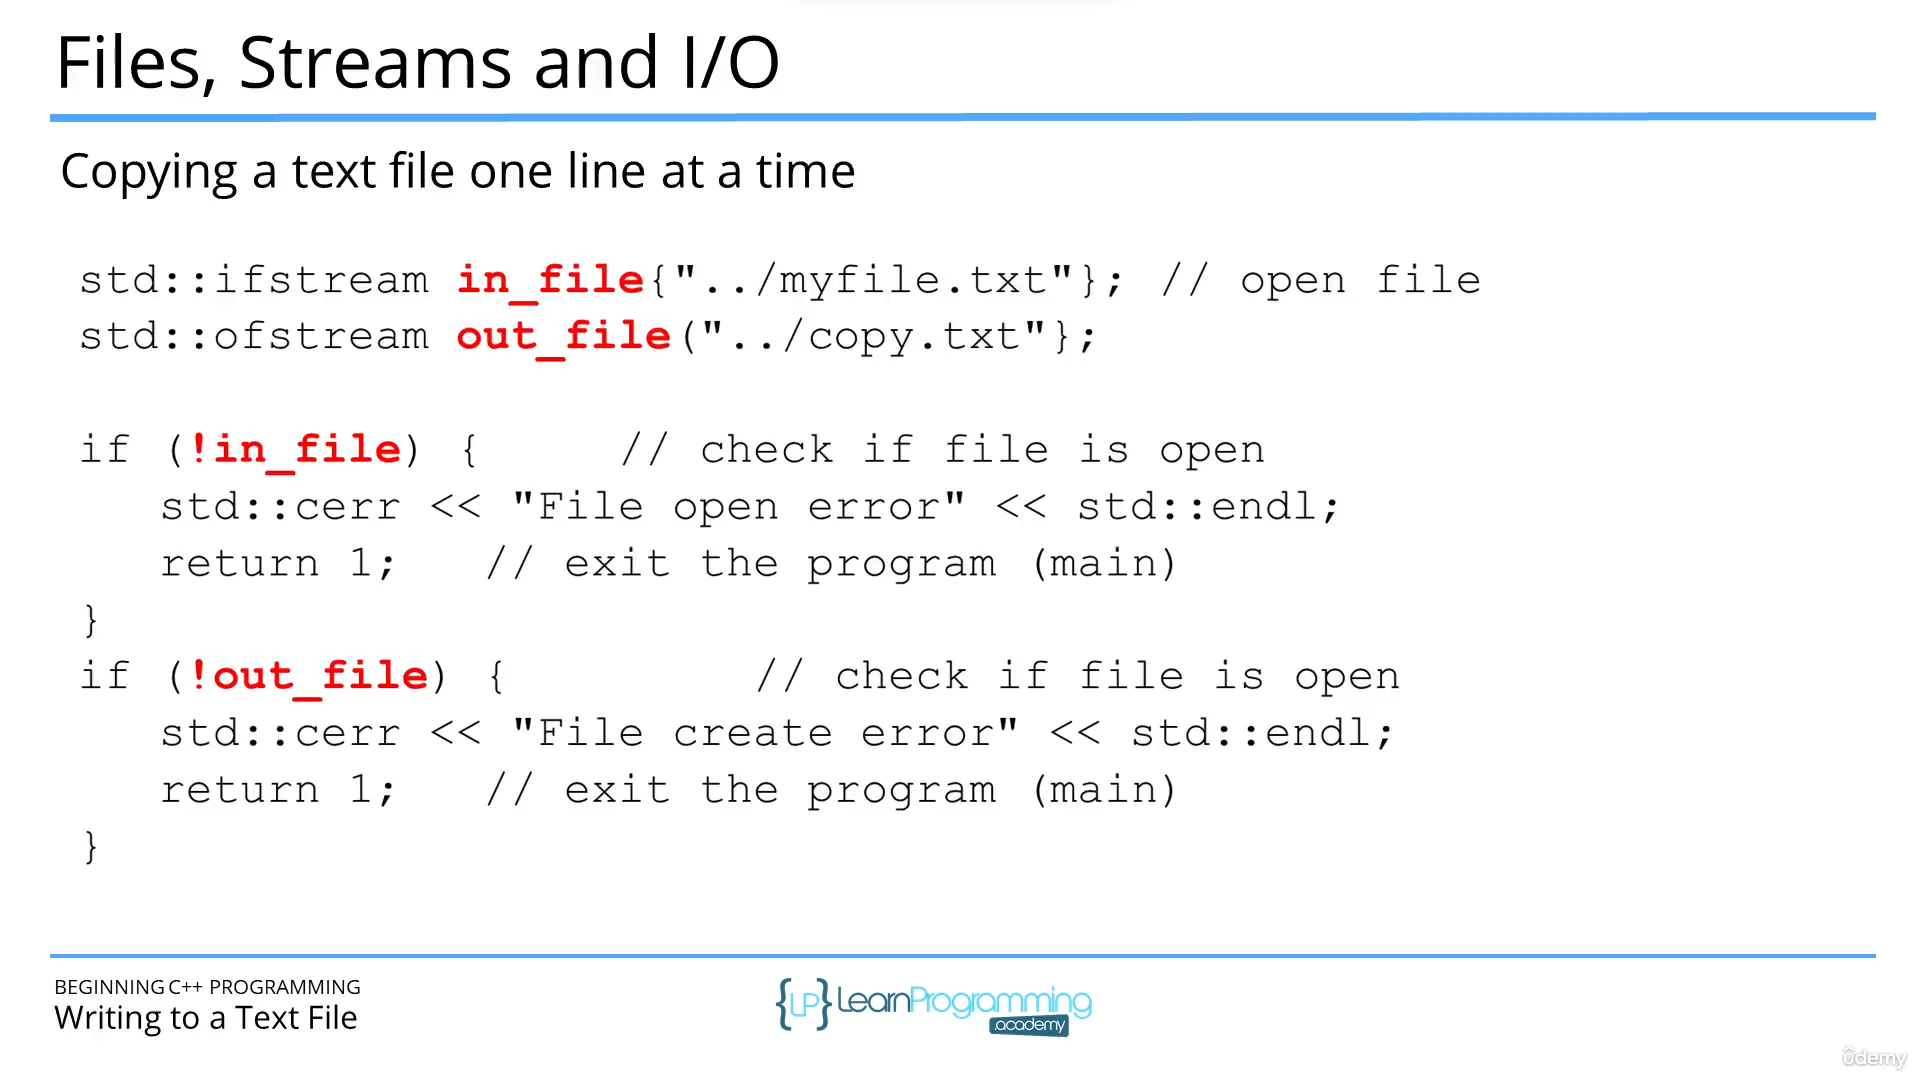 Files, Streams and I/O
Copying a text file one line at a time
std::ifstream in_file{"../myfile.txt"}; // open file
std::ofstream out_file("../copy.txt"};
if (!in_file) {     // check if file is open
   std::cerr << "File open error" << std::endl;
   return 1;   // exit the program (main)
}
if (!out_file) {         // check if file is open
   std::cerr << "File create error" << std::endl;
   return 1;   // exit the program (main)
}
BEGINNING C++ PROGRAMMING
Writing to a Text File
{LP} LearnProgramming
.academy
ûdemy